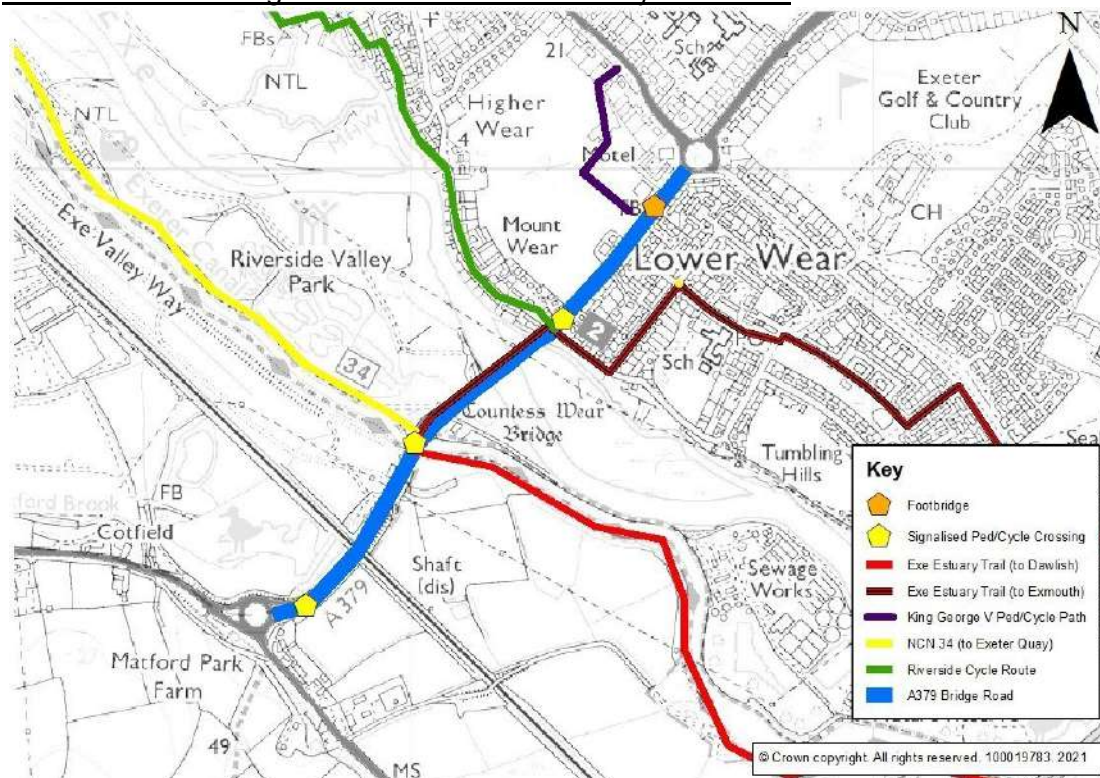 FBs
NTL
NTL
21
Sch
Higher
Wear
4
Motel
Exeter
Golf & Country
Club
N
CH
Exe Valley Way
Riverside Valley
Park
Mount
Wear
Lower Wear
2
Sch
34
Countess Wear
Bridge
Tumbling
Hills
FB
Cotfield
Shaft
(dis)
A379
Sewage
Works
Matford Park
Farm
49
MS
Key
Footbridge
Signalised Ped/Cycle Crossing
Exe Estuary Trail (to Dawlish)
Exe Estuary Trail (to Exmouth)
King George V Ped/Cycle Path
NCN 34 (to Exeter Quay)
Riverside Cycle Route
A379 Bridge Road
© Crown copyright. All rights reserved. 100019783. 2021